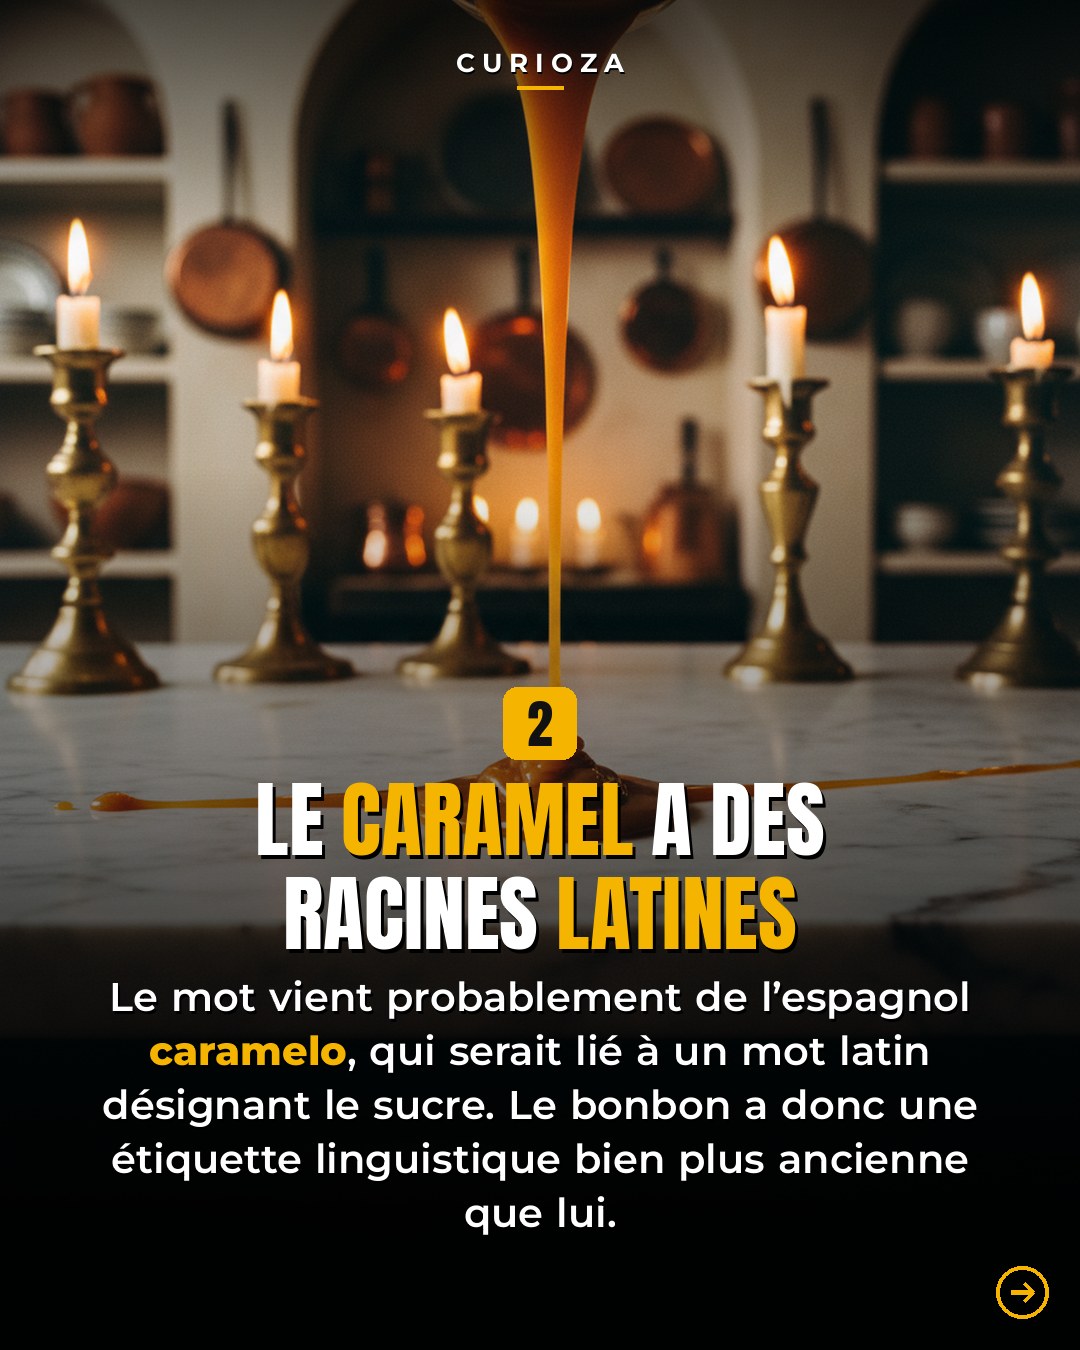 CURIOZA
2
LE CARAMEL A DES
RACINES LATINES
Le mot vient probablement de l’espagnol
caramelo, qui serait lié à un mot latin
désignant le sucre. Le bonbon a donc une
étiquette linguistique bien plus ancienne
que lui.